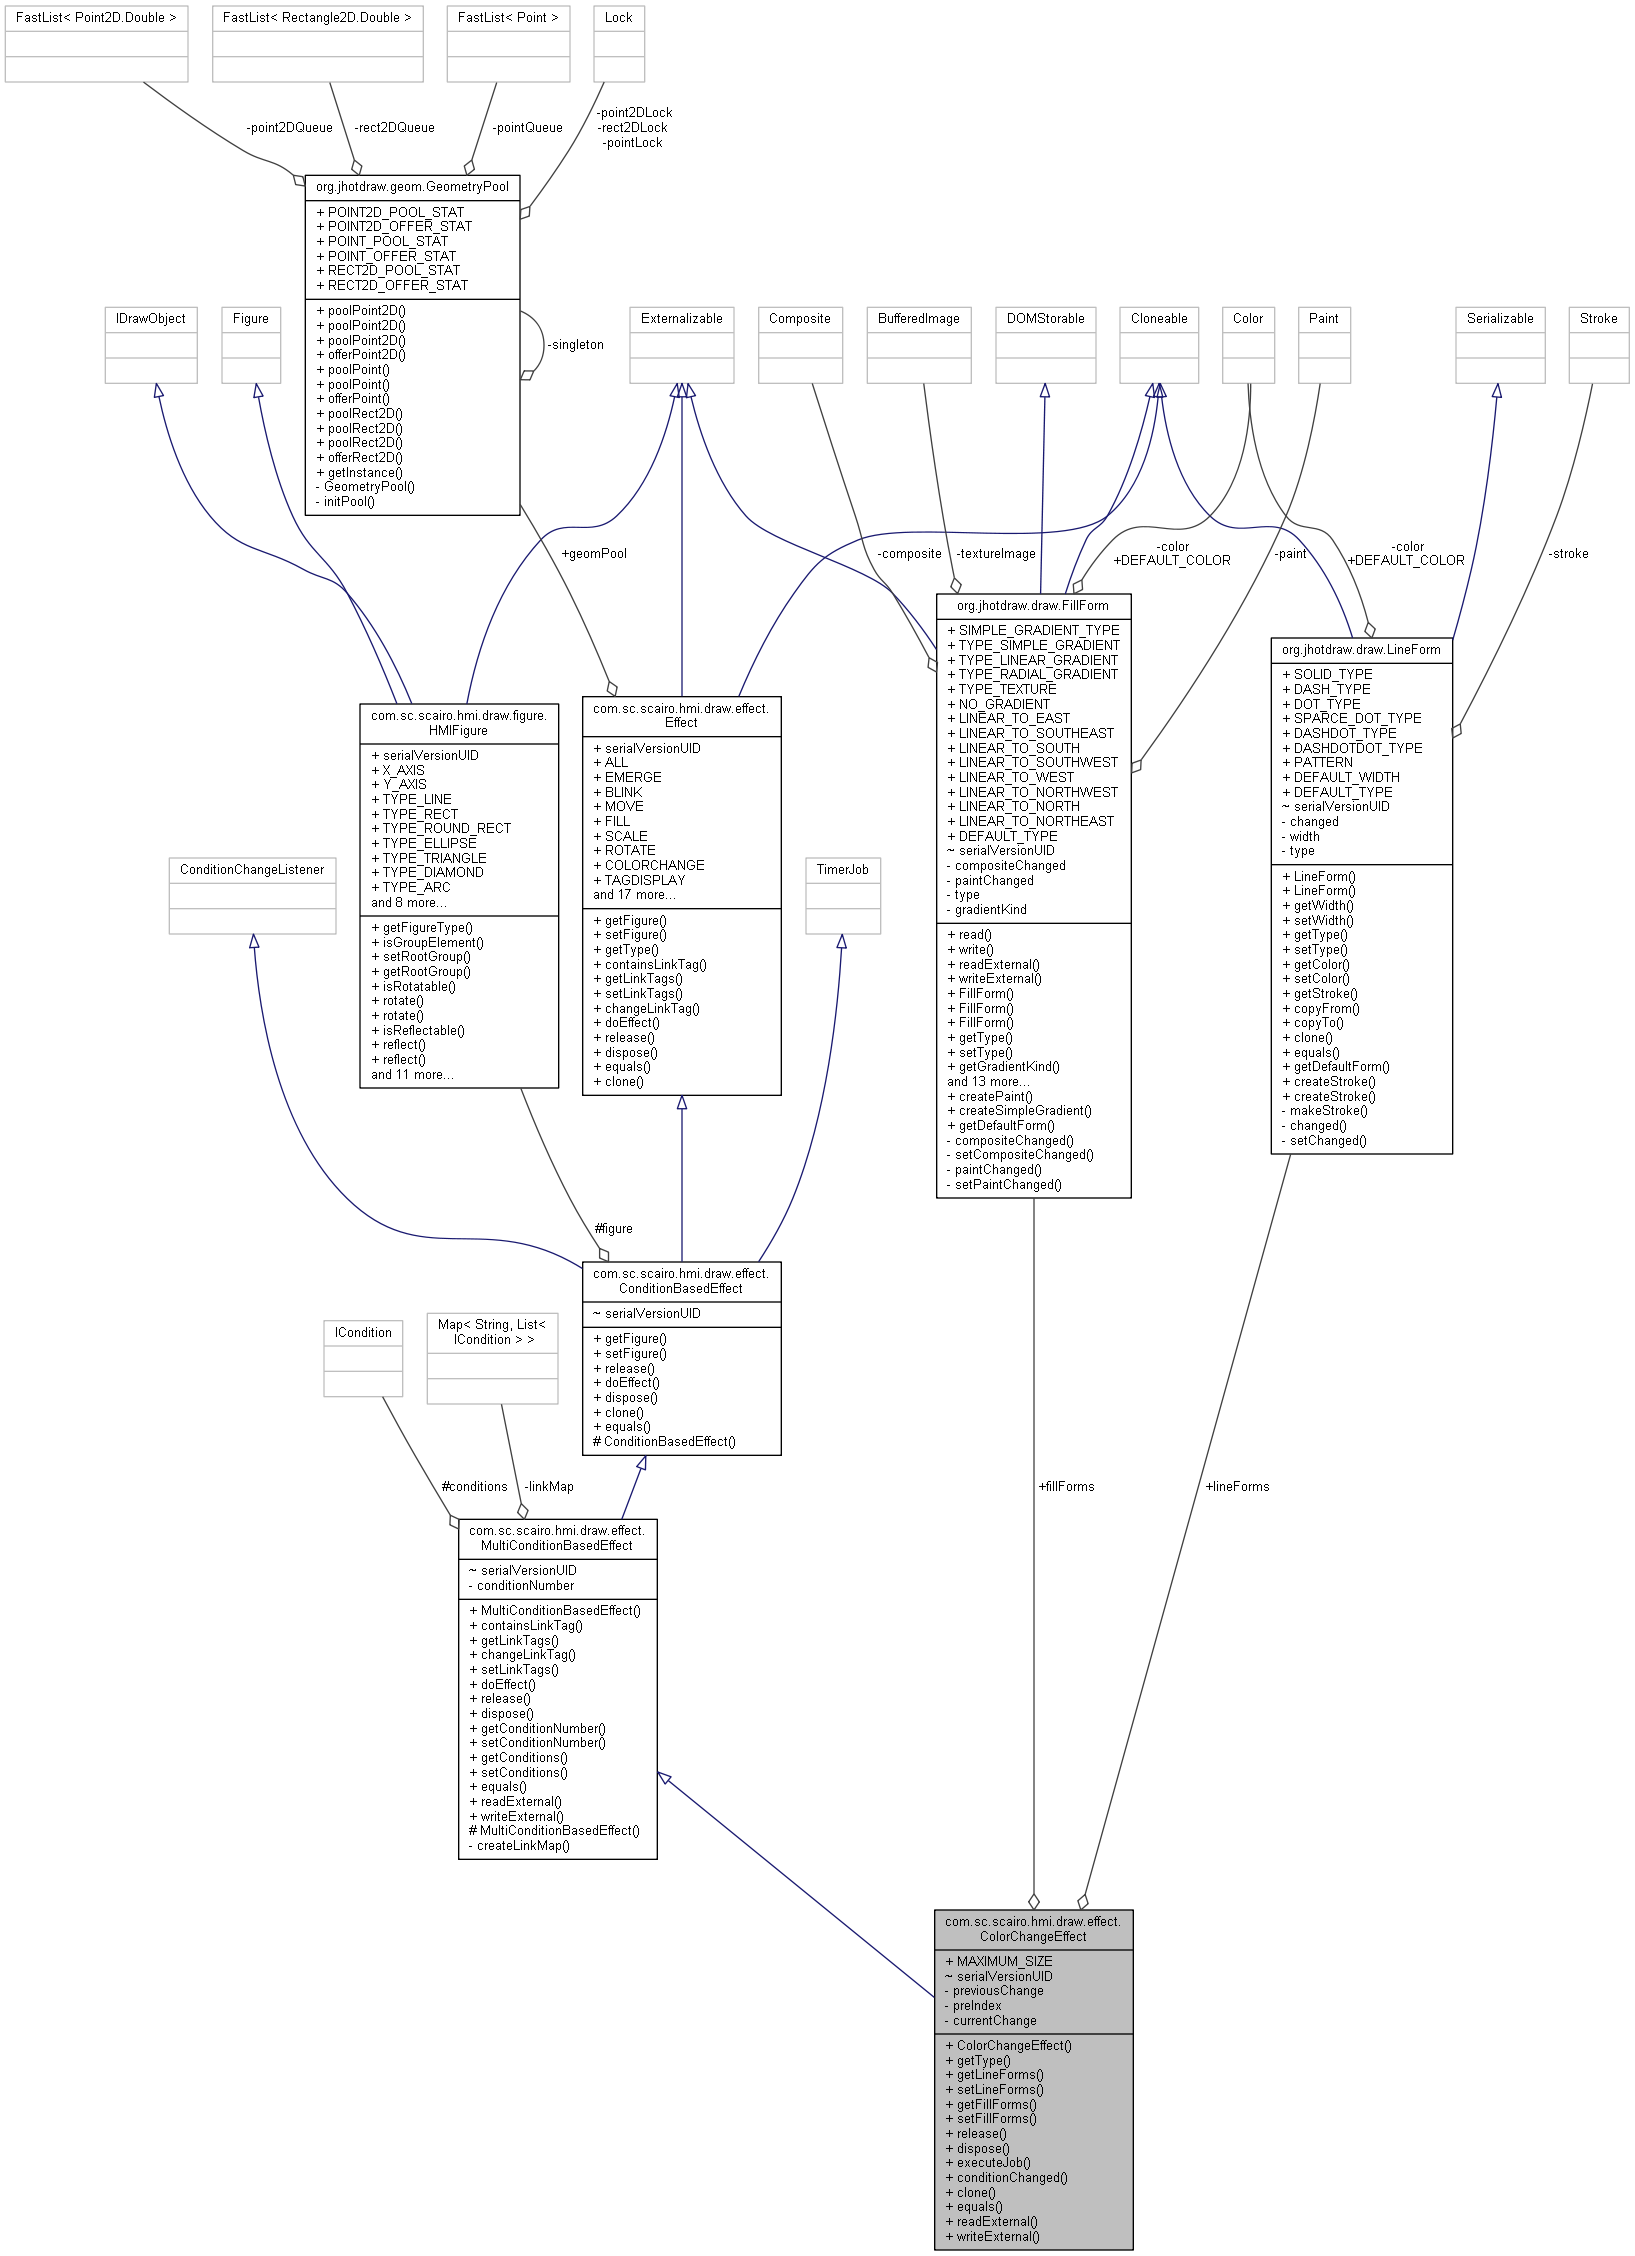 FastList< Point2D.Double >
FastList< Rectangle2D.Double >
FastList< Point >
Lock
-point2DQueue
-rect2DQueue
-pointQueue
-point2DLock
-rect2DLock
-pointLock
org.jhotdraw.geom.GeometryPool
+ POINT2D_POOL_STAT
+ POINT2D_OFFER_STAT
+ POINT_POOL_STAT
+ POINT_OFFER_STAT
+ RECT2D_POOL_STAT
+ RECT2D_OFFER_STAT
+ poolPoint2D()
+ poolPoint2D()
+ poolPoint2D()
+ offerPoint2D()
+ poolPoint()
+ poolPoint()
+ offerPoint()
+ poolRect2D()
+ poolRect2D()
+ poolRect2D()
+ offerRect2D()
+ getInstance()
- GeometryPool()
- initPool()
-singleton
IDrawObject
Figure
Externalizable
Composite
BufferedImage
DOMStorable
Cloneable
Color
Paint
Serializable
Stroke
+geomPool
-composite
-textureImage
-color
+DEFAULT_COLOR
-paint
-color
+DEFAULT_COLOR
-stroke
com.sc.scairo.hmi.draw.figure.
HMIFigure
+ serialVersionUID
+ X_AXIS
+ Y_AXIS
+ TYPE_LINE
+ TYPE_RECT
+ TYPE_ROUND_RECT
+ TYPE_ELLIPSE
+ TYPE_TRIANGLE
+ TYPE_DIAMOND
+ TYPE_ARC
and 8 more...
+ getFigureType()
+ isGroupElement()
+ setRootGroup()
+ getRootGroup()
+ isRotatable()
+ rotate()
+ rotate()
+ isReflectable()
+ reflect()
+ reflect()
and 11 more...
com.sc.scairo.hmi.draw.effect.
Effect
+ serialVersionUID
+ ALL
+ EMERGE
+ BLINK
+ MOVE
+ FILL
+ SCALE
+ ROTATE
+ COLORCHANGE
+ TAGDISPLAY
and 17 more...
+ getFigure()
+ setFigure()
+ getType()
+ containsLinkTag()
+ getLinkTags()
+ setLinkTags()
+ changeLinkTag()
+ doEffect()
+ release()
+ dispose()
+ equals()
+ clone()
org.jhotdraw.draw.FillForm
+ SIMPLE_GRADIENT_TYPE
+ TYPE_SIMPLE_GRADIENT
+ TYPE_LINEAR_GRADIENT
+ TYPE_RADIAL_GRADIENT
+ TYPE_TEXTURE
+ NO_GRADIENT
+ LINEAR_TO_EAST
+ LINEAR_TO_SOUTHEAST
+ LINEAR_TO_SOUTH
+ LINEAR_TO_SOUTHWEST
+ LINEAR_TO_WEST
+ LINEAR_TO_NORTHWEST
+ LINEAR_TO_NORTH
+ LINEAR_TO_NORTHEAST
+ DEFAULT_TYPE
~ serialVersionUID
- compositeChanged
- paintChanged
- type
- gradientKind
+ read()
+ write()
+ readExternal()
+ writeExternal()
+ FillForm()
+ FillForm()
+ FillForm()
+ getType()
+ setType()
+ getGradientKind()
and 13 more...
+ createPaint()
+ createSimpleGradient()
+ getDefaultForm()
- compositeChanged()
- setCompositeChanged()
- paintChanged()
- setPaintChanged()
org.jhotdraw.draw.LineForm
+ SOLID_TYPE
+ DASH_TYPE
+ DOT_TYPE
+ SPARCE_DOT_TYPE
+ DASHDOT_TYPE
+ DASHDOTDOT_TYPE
+ PATTERN
+ DEFAULT_WIDTH
+ DEFAULT_TYPE
~ serialVersionUID
- changed
- width
- type
+ LineForm()
+ LineForm()
+ getWidth()
+ setWidth()
+ getType()
+ setType()
+ getColor()
+ setColor()
+ getStroke()
+ copyFrom()
+ copyTo()
+ clone()
+ equals()
+ getDefaultForm()
+ createStroke()
+ createStroke()
- makeStroke()
- changed()
- setChanged()
ConditionChangeListener
TimerJob
#figure
com.sc.scairo.hmi.draw.effect.
ConditionBasedEffect
~ serialVersionUID
+ getFigure()
+ setFigure()
+ release()
+ doEffect()
+ dispose()
+ clone()
+ equals()
# ConditionBasedEffect()
ICondition
Map< String, List<
ICondition > >
#conditions
-linkMap
+fillForms
+lineForms
com.sc.scairo.hmi.draw.effect.
MultiConditionBasedEffect
~ serialVersionUID
- conditionNumber
+ MultiConditionBasedEffect()
+ containsLinkTag()
+ getLinkTags()
+ changeLinkTag()
+ setLinkTags()
+ doEffect()
+ release()
+ dispose()
+ getConditionNumber()
+ setConditionNumber()
+ getConditions()
+ setConditions()
+ equals()
+ readExternal()
+ writeExternal()
# MultiConditionBasedEffect()
- createLinkMap()
com.sc.scairo.hmi.draw.effect.
ColorChangeEffect
+ MAXIMUM_SIZE
~ serialVersionUID
- previousChange
- preIndex
- currentChange
+ ColorChangeEffect()
+ getType()
+ getLineForms()
+ setLineForms()
+ getFillForms()
+ setFillForms()
+ release()
+ dispose()
+ executeJob()
+ conditionChanged()
+ clone()
+ equals()
+ readExternal()
+ writeExternal()